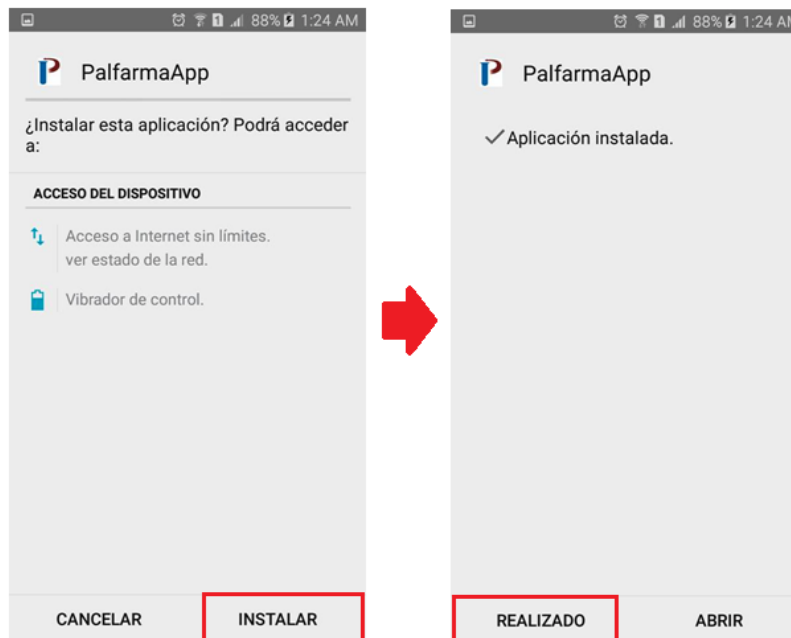 88% 1:24 AM
PalfarmaApp
¿Instalar esta aplicación? Podrá acceder
a:
ACCESO DEL DISPOSITIVO
Acceso a Internet sin límites.
ver estado de la red.
Vibrador de control.
CANCELAR INSTALAR
1 88% 1:24 AM
PalfarmaApp
Aplicación instalada.
REALIZADO ABRIR